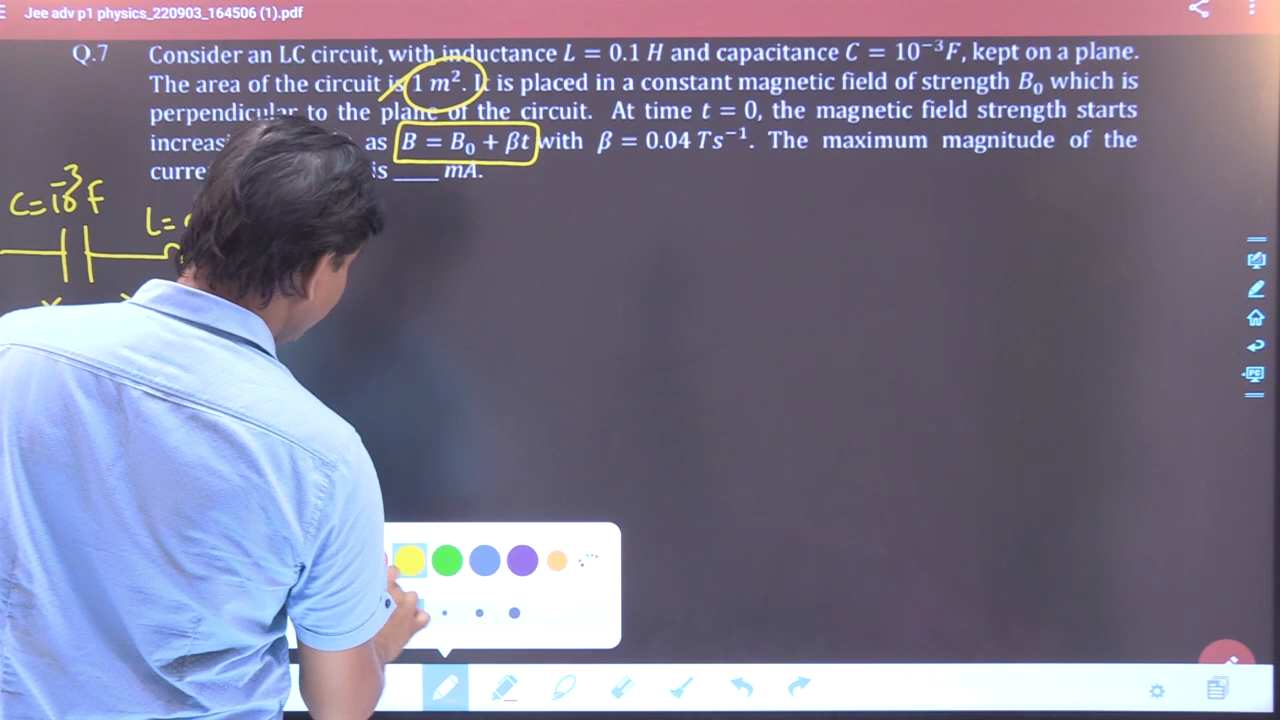 Jee adv p1 physics_220903_164506 (1).pdf
Q.7 Consider an LC circuit, with inductance L = 0.1 H and capacitance C = 10⁻³F, kept on a plane.
The area of the circuit is 1 m². It is placed in a constant magnetic field of strength B₀ which is
perpendicular to the plane of the circuit. At time t = 0, the magnetic field strength starts
as B = B₀ + βt with β = 0.04 Ts⁻¹. The maximum magnitude of the
is ____ mA.
C=10⁻³F
L=
PC